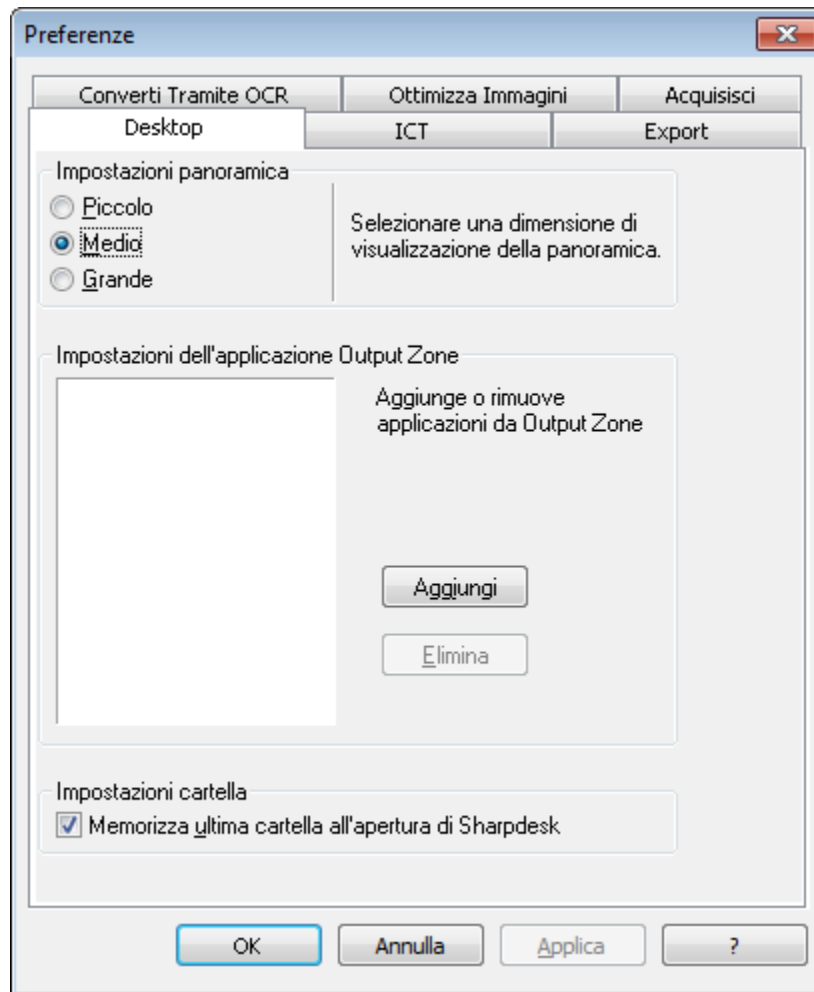 Preferenze
Converti Tramite OCR
Ottimizza Immagini
Acquisisci
Desktop
ICT
Export
Impostazioni panoramica
Piccolo
Medio
Grande
Selezionare una dimensione di
visualizzazione della panoramica.
Impostazioni dell'applicazione Output Zone
Aggiunge o rimuove
applicazioni da Output Zone
Aggiungi
Elimina
Impostazioni cartella
Memorizza ultima cartella all'apertura di Sharpdesk
OK
Annulla
Applica
?